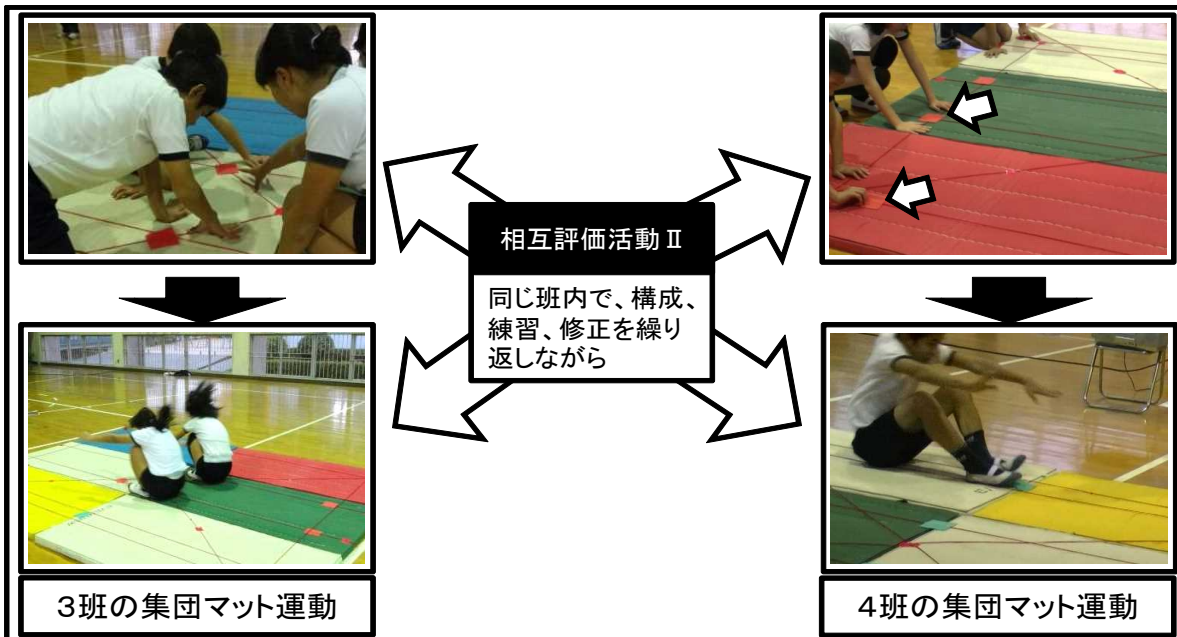 相互評価活動Ⅱ
同じ班内で、構成、
練習、修正を繰り
返しながら
３班の集団マット運動
４班の集団マット運動